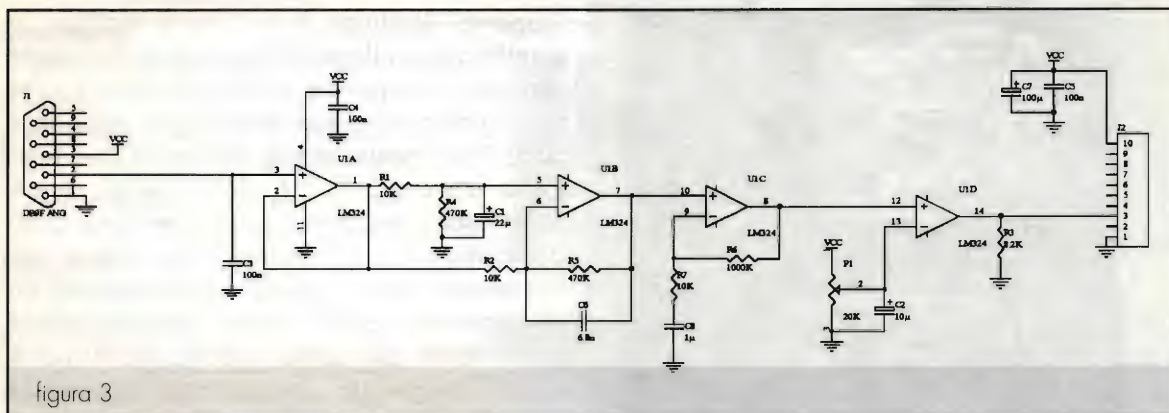 J1
5
9
4
8
3
7
2
6
1
DB9F ANG
VCC
C3
100n
VCC
C4
100n
4
U1A
3
2
1
11
LM324
R1
10K
R4
470K
C1
22µ
R2
10K
U1B
5
6
7
LM324
R5
470K
C6
6.8n
U1C
10
9
8
LM324
R6
1000K
R7
10K
C8
1µ
U1D
12
13
14
LM324
VCC
P1
2
20K
3
C2
10µ
R3
8.2K
VCC
C7
100µ
C5
100n
J2
10
9
8
7
6
5
4
3
2
1
figura 3